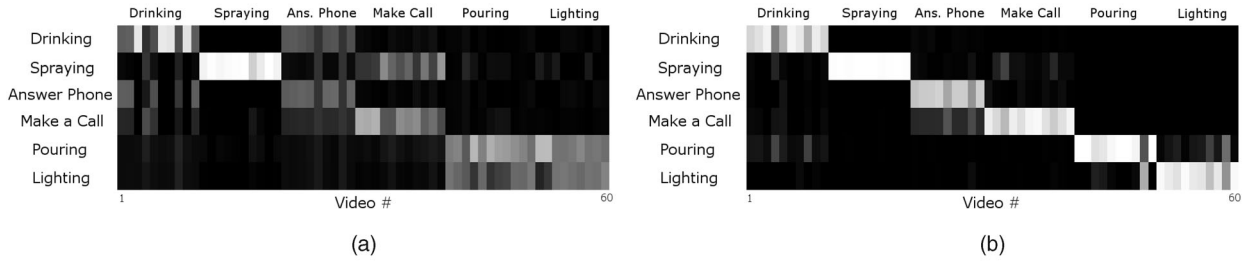 Drinking Spraying Ans. Phone Make Call Pouring Lighting
Drinking
Spraying
Answer Phone
Make a Call
Pouring
Lighting
1 Video # 60
(a)
Drinking Spraying Ans. Phone Make Call Pouring Lighting
Drinking
Spraying
Answer Phone
Make a Call
Pouring
Lighting
1 Video # 60
(b)